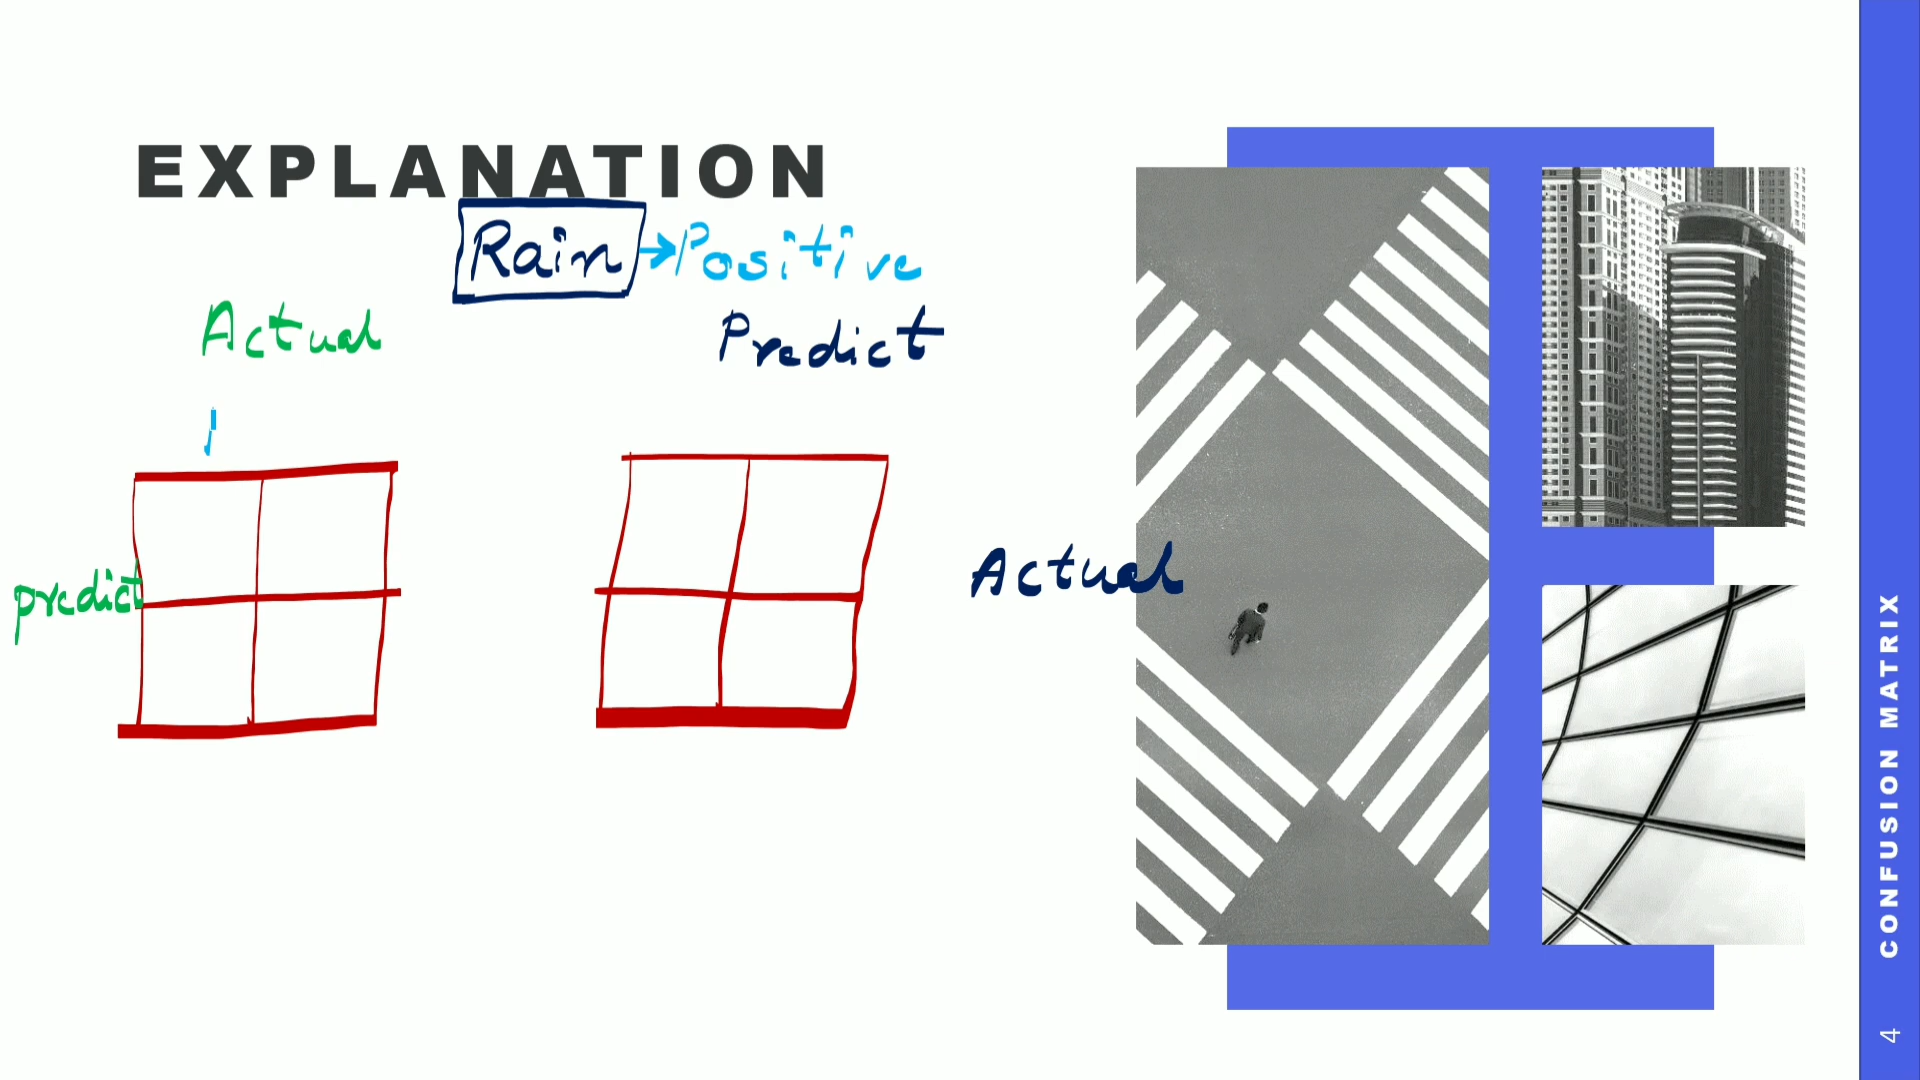 EXPLANATION
Rain → Positive
Actual
Predict
predict
Actual
CONFUSION MATRIX
4